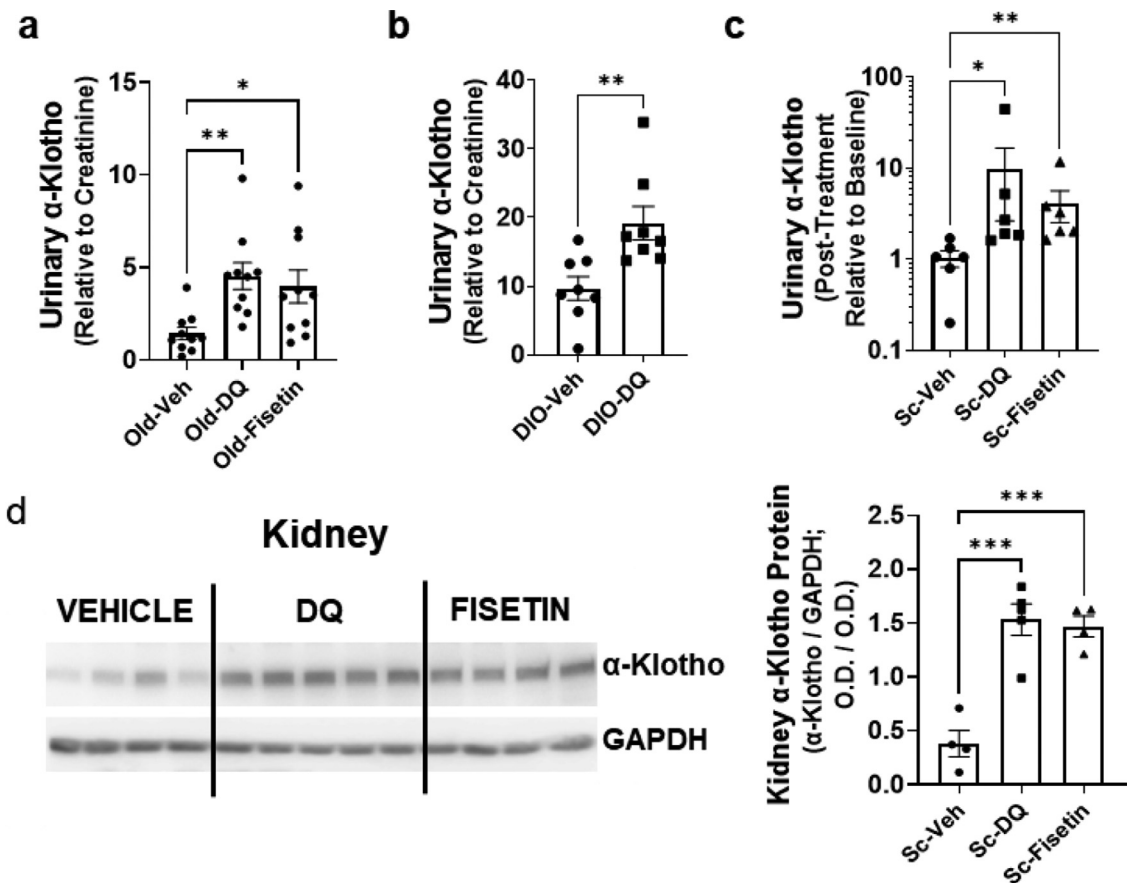 a
Urinary α-Klotho
(Relative to Creatinine)
15
10
5
0
**
*
Old-Veh
Old-DQ
Old-Fisetin
b
Urinary α-Klotho
(Relative to Creatinine)
40
30
20
10
0
**
DIO-Veh
DIO-DQ
c
Urinary α-Klotho
(Post-Treatment
Relative to Baseline)
100
10
1
0.1
**
*
Sc-Veh
Sc-DQ
Sc-Fisetin
d
Kidney
VEHICLE
DQ
FISETIN
α-Klotho
GAPDH
Kidney α-Klotho Protein
(α-Klotho / GAPDH;
O.D. / O.D.)
2.5
2.0
1.5
1.0
0.5
0.0
***
***
Sc-Veh
Sc-DQ
Sc-Fisetin